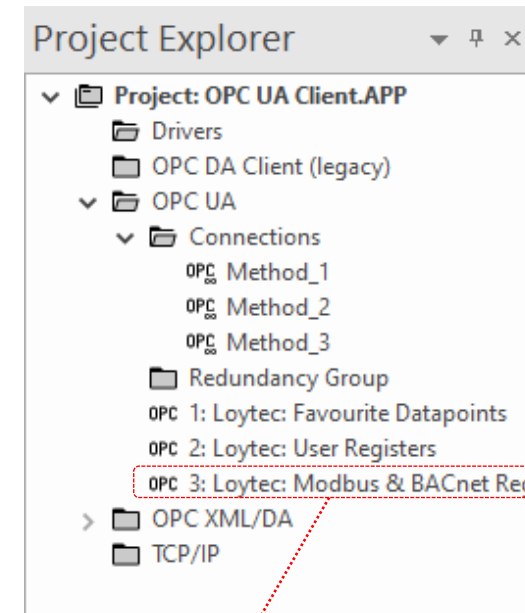 Project Explorer
Project: OPC UA Client.APP
Drivers
OPC DA Client (legacy)
OPC UA
Connections
OPC Method_1
OPC Method_2
OPC Method_3
Redundancy Group
OPC 1: Loytec: Favourite Datapoints
OPC 2: Loytec: User Registers
OPC 3: Loytec: Modbus & BACnet Reg
OPC XML/DA
TCP/IP